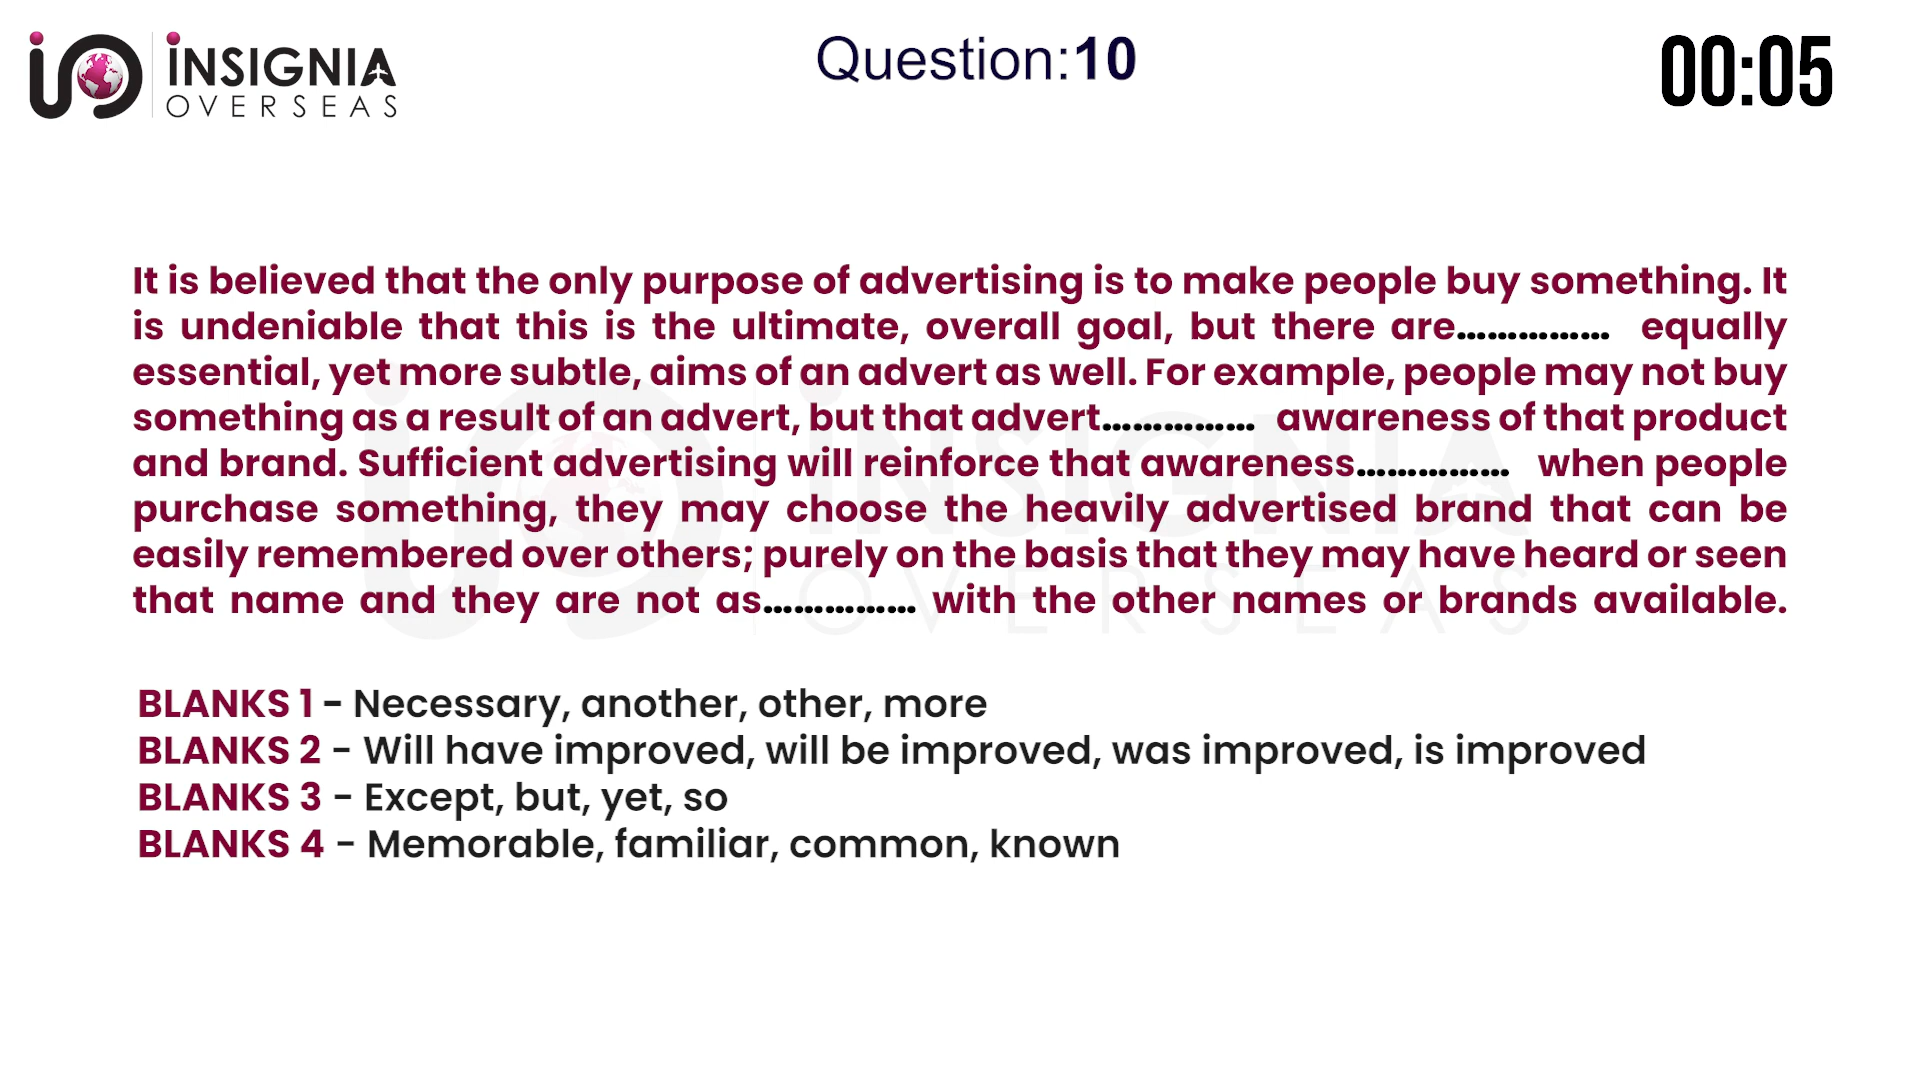 iNSIGNIA
OVERSEAS
Question:10
00:05
It is believed that the only purpose of advertising is to make people buy something. It
is undeniable that this is the ultimate, overall goal, but there are............... equally
essential, yet more subtle, aims of an advert as well. For example, people may not buy
something as a result of an advert, but that advert............... awareness of that product
and brand. Sufficient advertising will reinforce that awareness............... when people
purchase something, they may choose the heavily advertised brand that can be
easily remembered over others; purely on the basis that they may have heard or seen
that name and they are not as............... with the other names or brands available.
BLANKS 1 - Necessary, another, other, more
BLANKS 2 - Will have improved, will be improved, was improved, is improved
BLANKS 3 - Except, but, yet, so
BLANKS 4 - Memorable, familiar, common, known